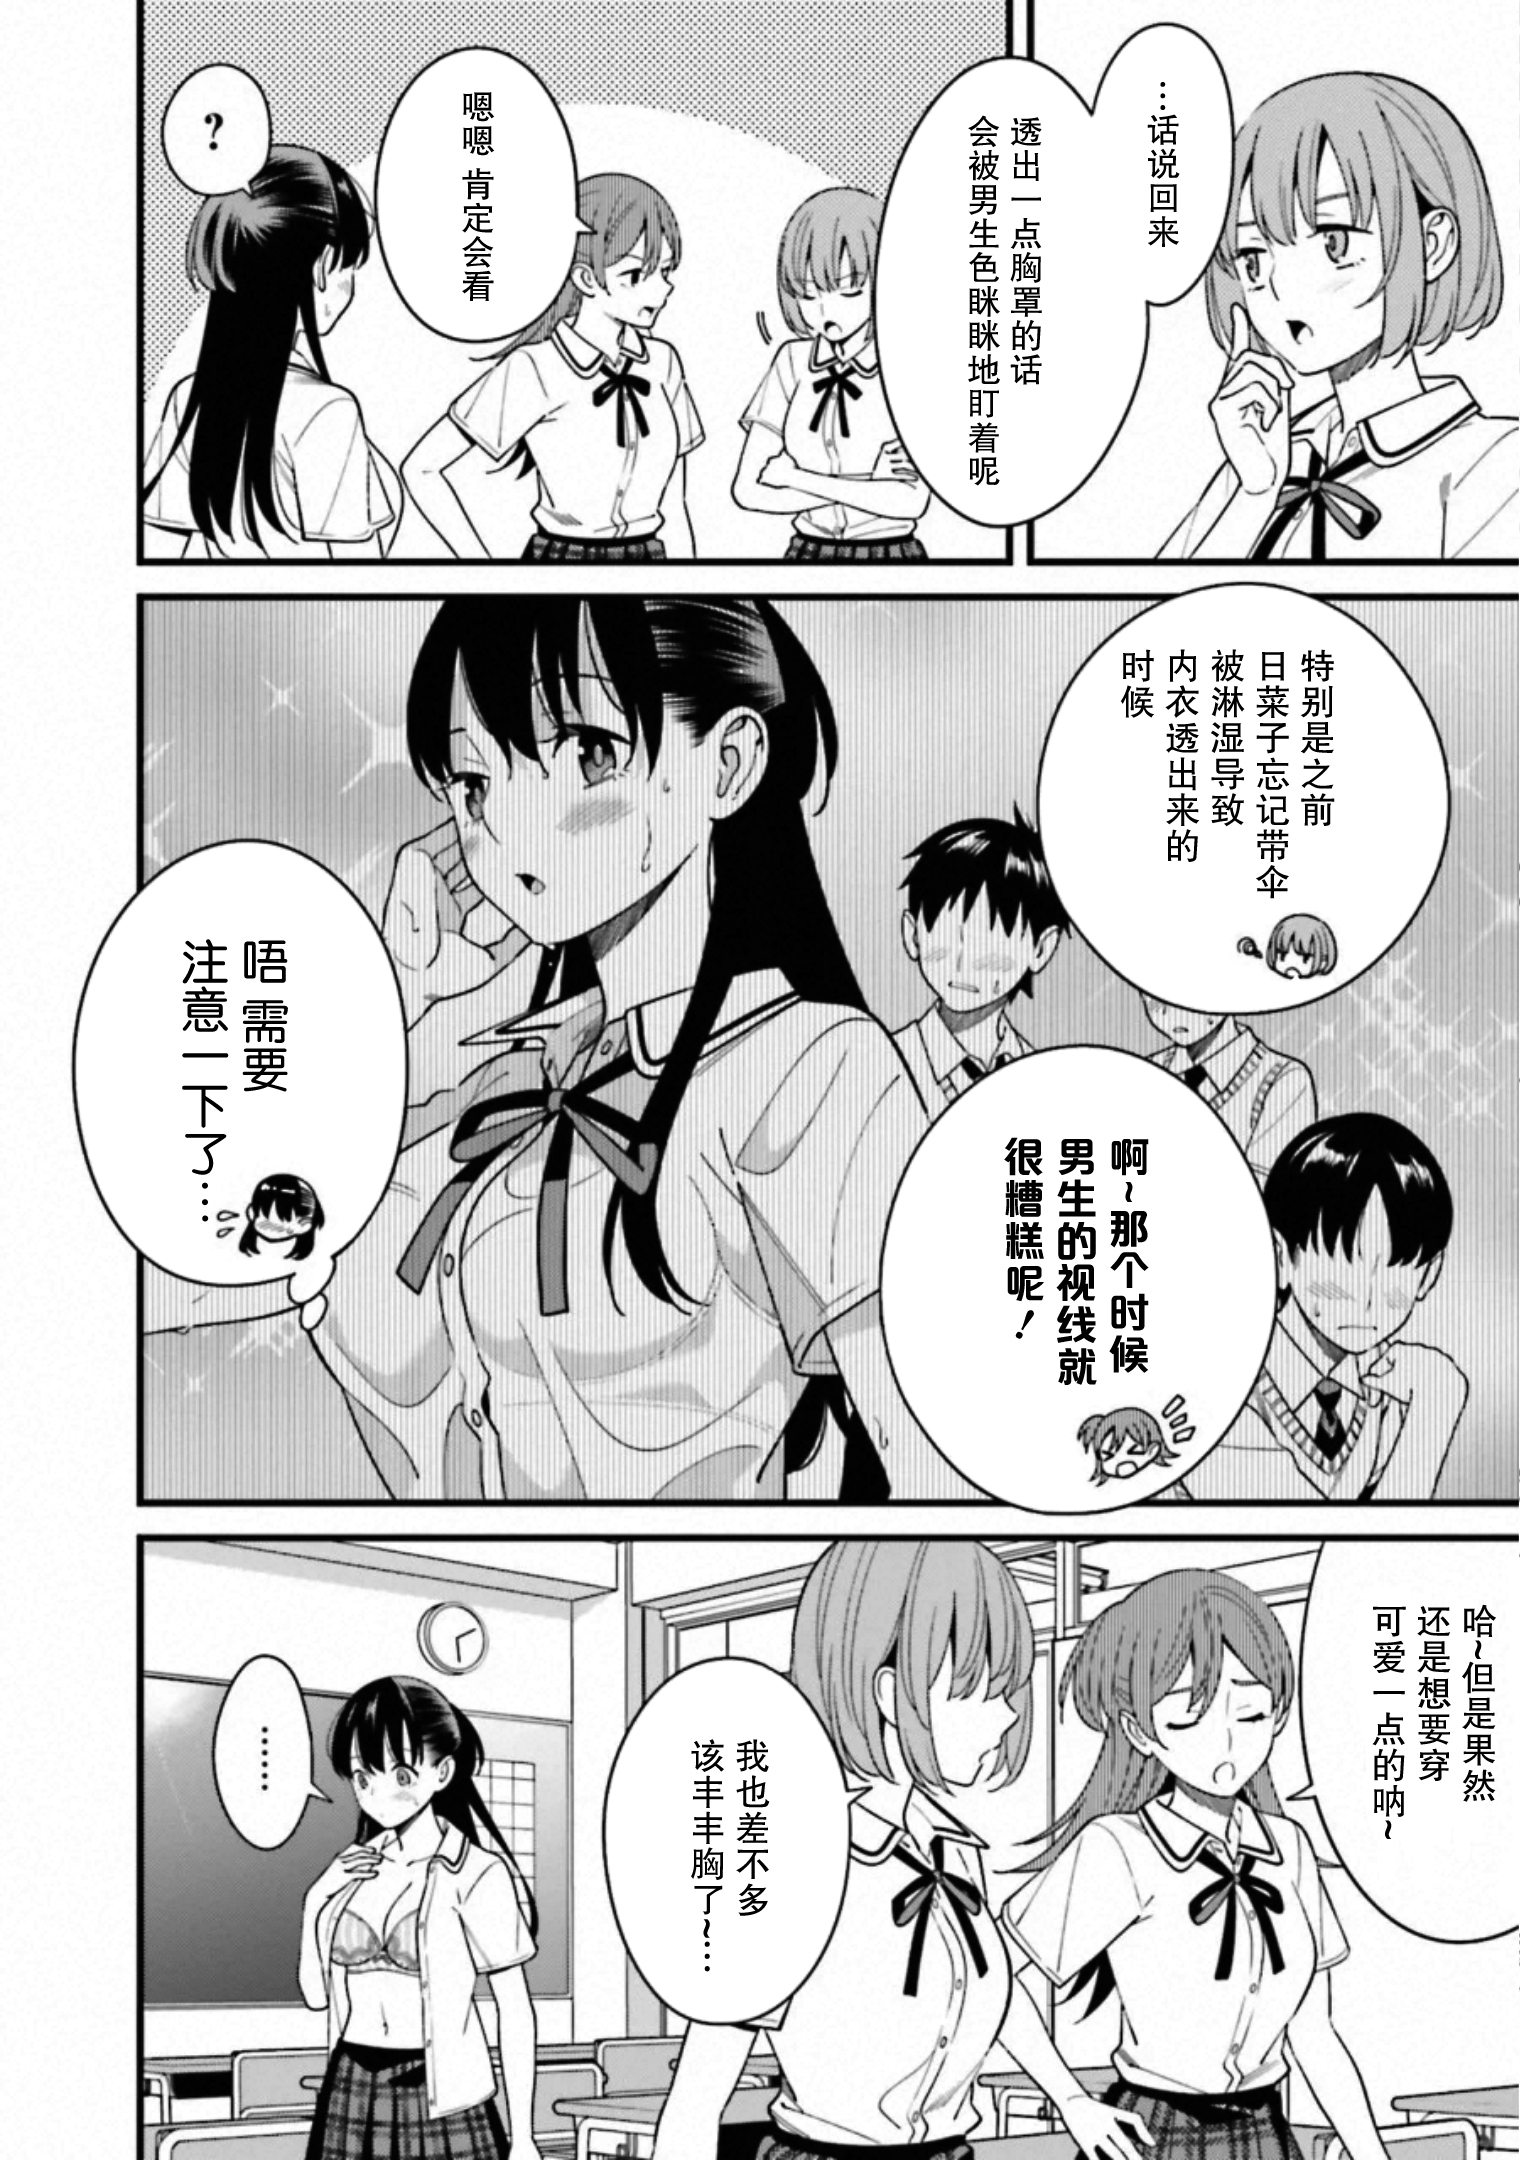 …话说回来
透出一点胸罩的话
会被男生色眯眯地盯着呢
嗯嗯 肯定会看
?
特别是之前
日菜子忘记带伞
被淋湿导致
内衣透出来的
时候
啊~那个时候
男生的视线就
很糟糕呢!
唔 需要
注意一下了…
哈~但是果然
还是想要穿
可爱一点的呐~
我也差不多
该丰丰胸了~…
……